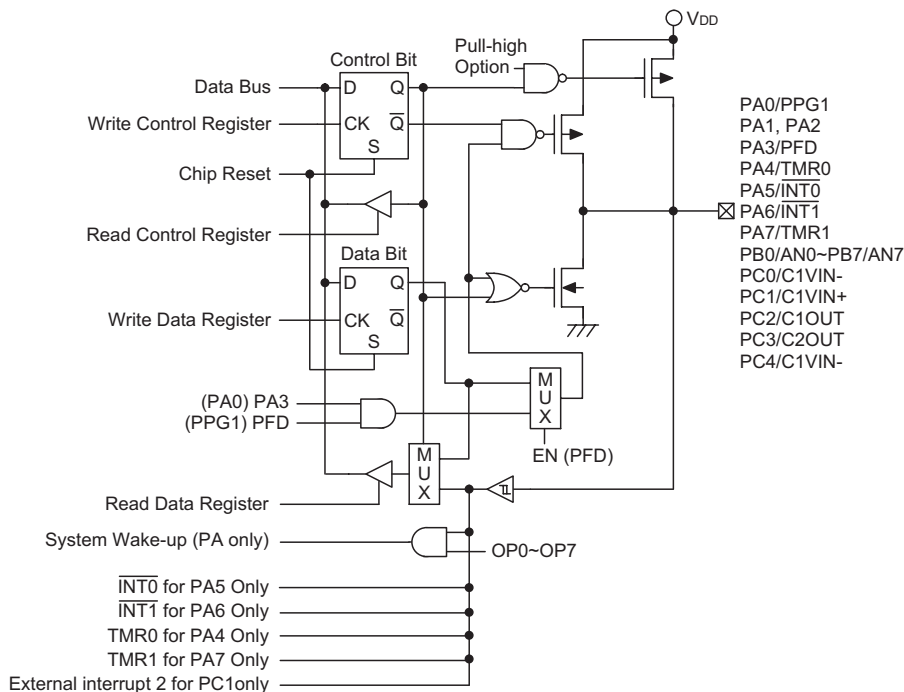 VDD
Control Bit
Pull-high
Option
Data Bus
D
Q
Write Control Register
CK
Q̅
S
Chip Reset
Read Control Register
Data Bit
D
Q
Write Data Register
CK
Q̅
S
(PA0) PA3
(PPG1) PFD
M
U
X
EN (PFD)
M
U
X
Read Data Register
System Wake-up (PA only)
OP0~OP7
I̅N̅T̅0̅ for PA5 Only
I̅N̅T̅1̅ for PA6 Only
TMR0 for PA4 Only
TMR1 for PA7 Only
External interrupt 2 for PC1only
PA0/PPG1
PA1, PA2
PA3/PFD
PA4/TMR0
PA5/I̅N̅T̅0̅
PA6/I̅N̅T̅1̅
PA7/TMR1
PB0/AN0~PB7/AN7
PC0/C1VIN-
PC1/C1VIN+
PC2/C1OUT
PC3/C2OUT
PC4/C1VIN-